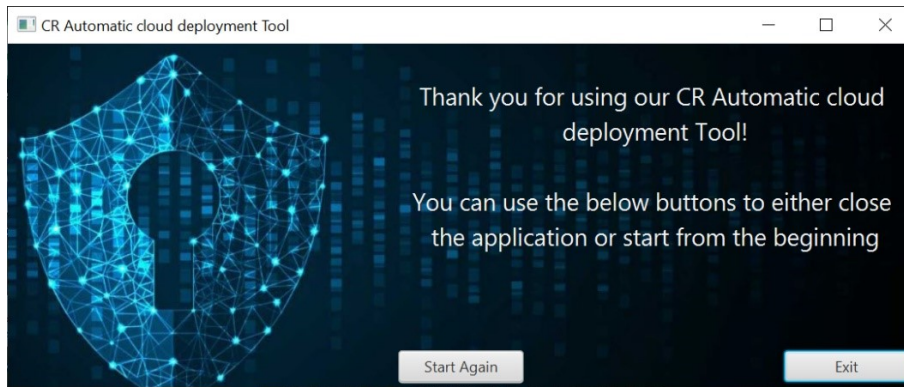 CR Automatic cloud deployment Tool
Thank you for using our CR Automatic cloud
deployment Tool!
You can use the below buttons to either close
the application or start from the beginning
Start Again
Exit